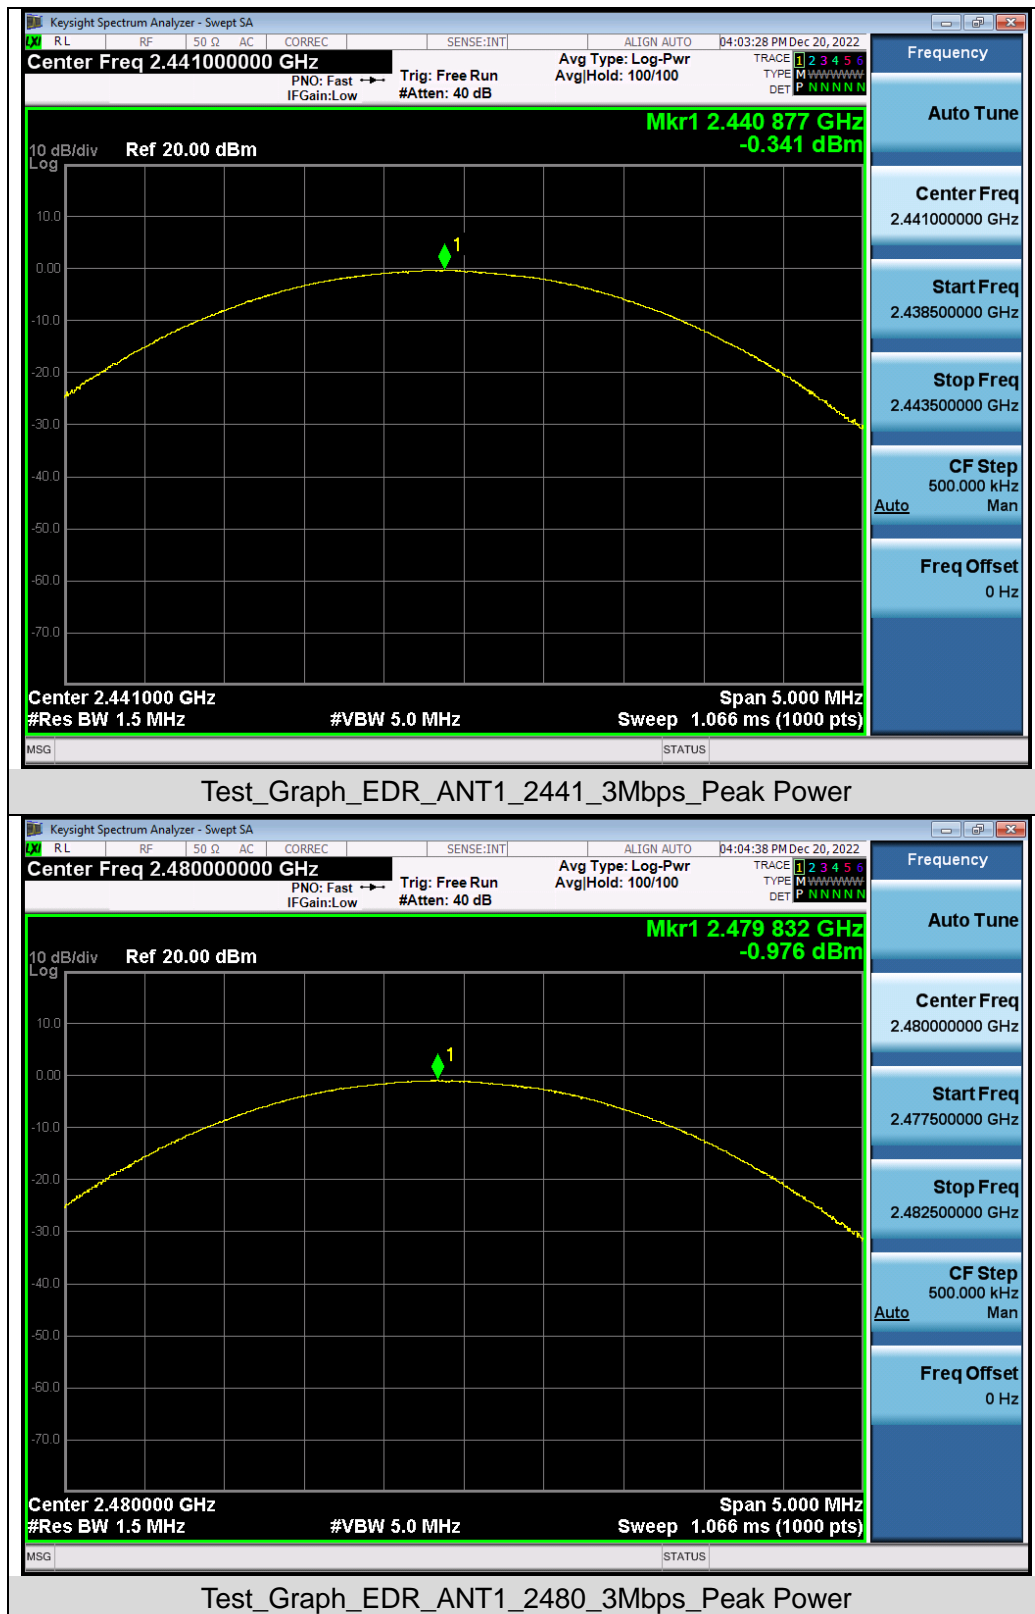 Keysight Spectrum Analyzer - Swept SA
LXI RL RF 50 Ω AC CORREC SENSE:INT ALIGN AUTO 04:03:28 PM Dec 20, 2022
Center Freq 2.441000000 GHz
PNO: Fast
IFGain:Low
Trig: Free Run
#Atten: 40 dB
Avg Type: Log-Pwr
Avg|Hold: 100/100
TRACE 1 2 3 4 5 6
TYPE M W W W W W
DET P N N N N N
Frequency
Mkr1 2.440 877 GHz
-0.341 dBm
10 dB/div Ref 20.00 dBm
Log
10.0
0.00
-10.0
-20.0
-30.0
-40.0
-50.0
-60.0
-70.0
1
Center 2.441000 GHz Span 5.000 MHz
#Res BW 1.5 MHz #VBW 5.0 MHz Sweep 1.066 ms (1000 pts)
MSG STATUS
Auto Tune
Center Freq
2.441000000 GHz
Start Freq
2.438500000 GHz
Stop Freq
2.443500000 GHz
CF Step
500.000 kHz
Auto Man
Freq Offset
0 Hz
Test_Graph_EDR_ANT1_2441_3Mbps_Peak Power
Keysight Spectrum Analyzer - Swept SA
LXI RL RF 50 Ω AC CORREC SENSE:INT ALIGN AUTO 04:04:38 PM Dec 20, 2022
Center Freq 2.480000000 GHz
PNO: Fast
IFGain:Low
Trig: Free Run
#Atten: 40 dB
Avg Type: Log-Pwr
Avg|Hold: 100/100
TRACE 1 2 3 4 5 6
TYPE M W W W W W
DET P N N N N N
Frequency
Mkr1 2.479 832 GHz
-0.976 dBm
10 dB/div Ref 20.00 dBm
Log
10.0
0.00
-10.0
-20.0
-30.0
-40.0
-50.0
-60.0
-70.0
1
Center 2.480000 GHz Span 5.000 MHz
#Res BW 1.5 MHz #VBW 5.0 MHz Sweep 1.066 ms (1000 pts)
MSG STATUS
Auto Tune
Center Freq
2.480000000 GHz
Start Freq
2.477500000 GHz
Stop Freq
2.482500000 GHz
CF Step
500.000 kHz
Auto Man
Freq Offset
0 Hz
Test_Graph_EDR_ANT1_2480_3Mbps_Peak Power